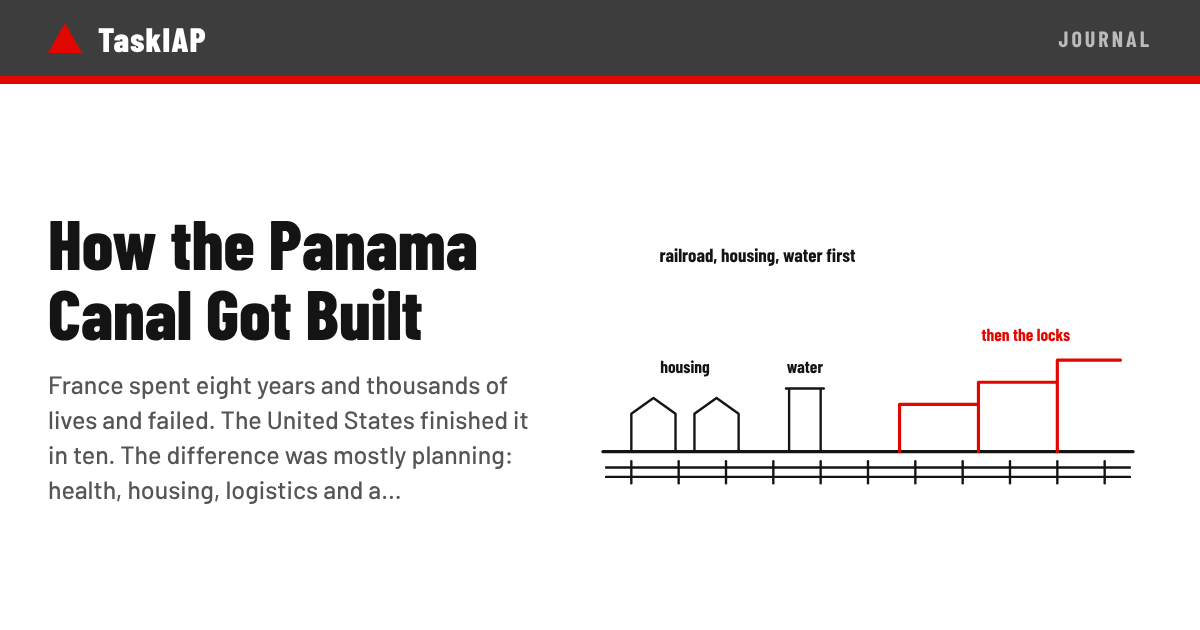 TaskIAP
JOURNAL
How the Panama
Canal Got Built
France spent eight years and thousands of
lives and failed. The United States finished it
in ten. The difference was mostly planning:
health, housing, logistics and a...
railroad, housing, water first
then the locks
housing
water